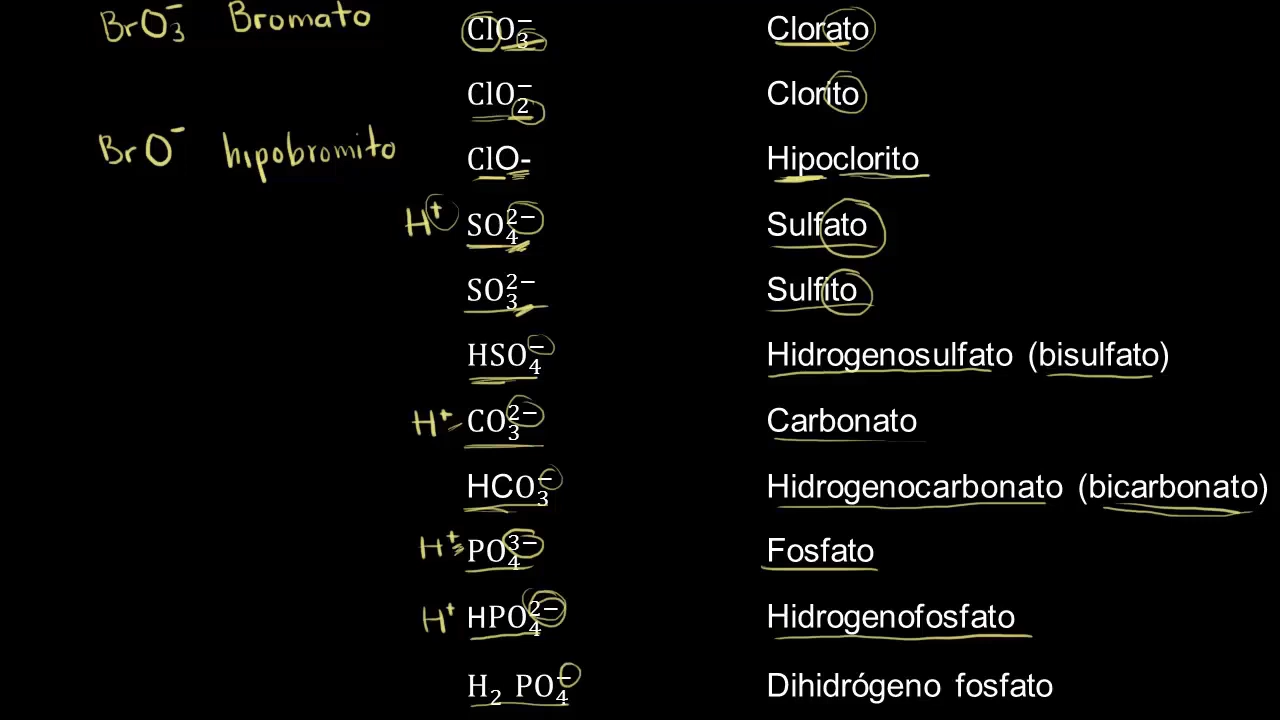 BrO₃⁻ Bromato ClO₃⁻ Clorato
ClO₂⁻ Clorito
BrO⁻ hipobromito ClO- Hipoclorito
H⁺ SO₄²⁻ Sulfato
SO₃²⁻ Sulfito
HSO₄⁻ Hidrogenosulfato (bisulfato)
H⁺ CO₃²⁻ Carbonato
HCO₃⁻ Hidrogenocarbonato (bicarbonato)
H⁺ PO₄³⁻ Fosfato
H⁺ HPO₄²⁻ Hidrogenofosfato
H₂ PO₄⁻ Dihidrógeno fosfato